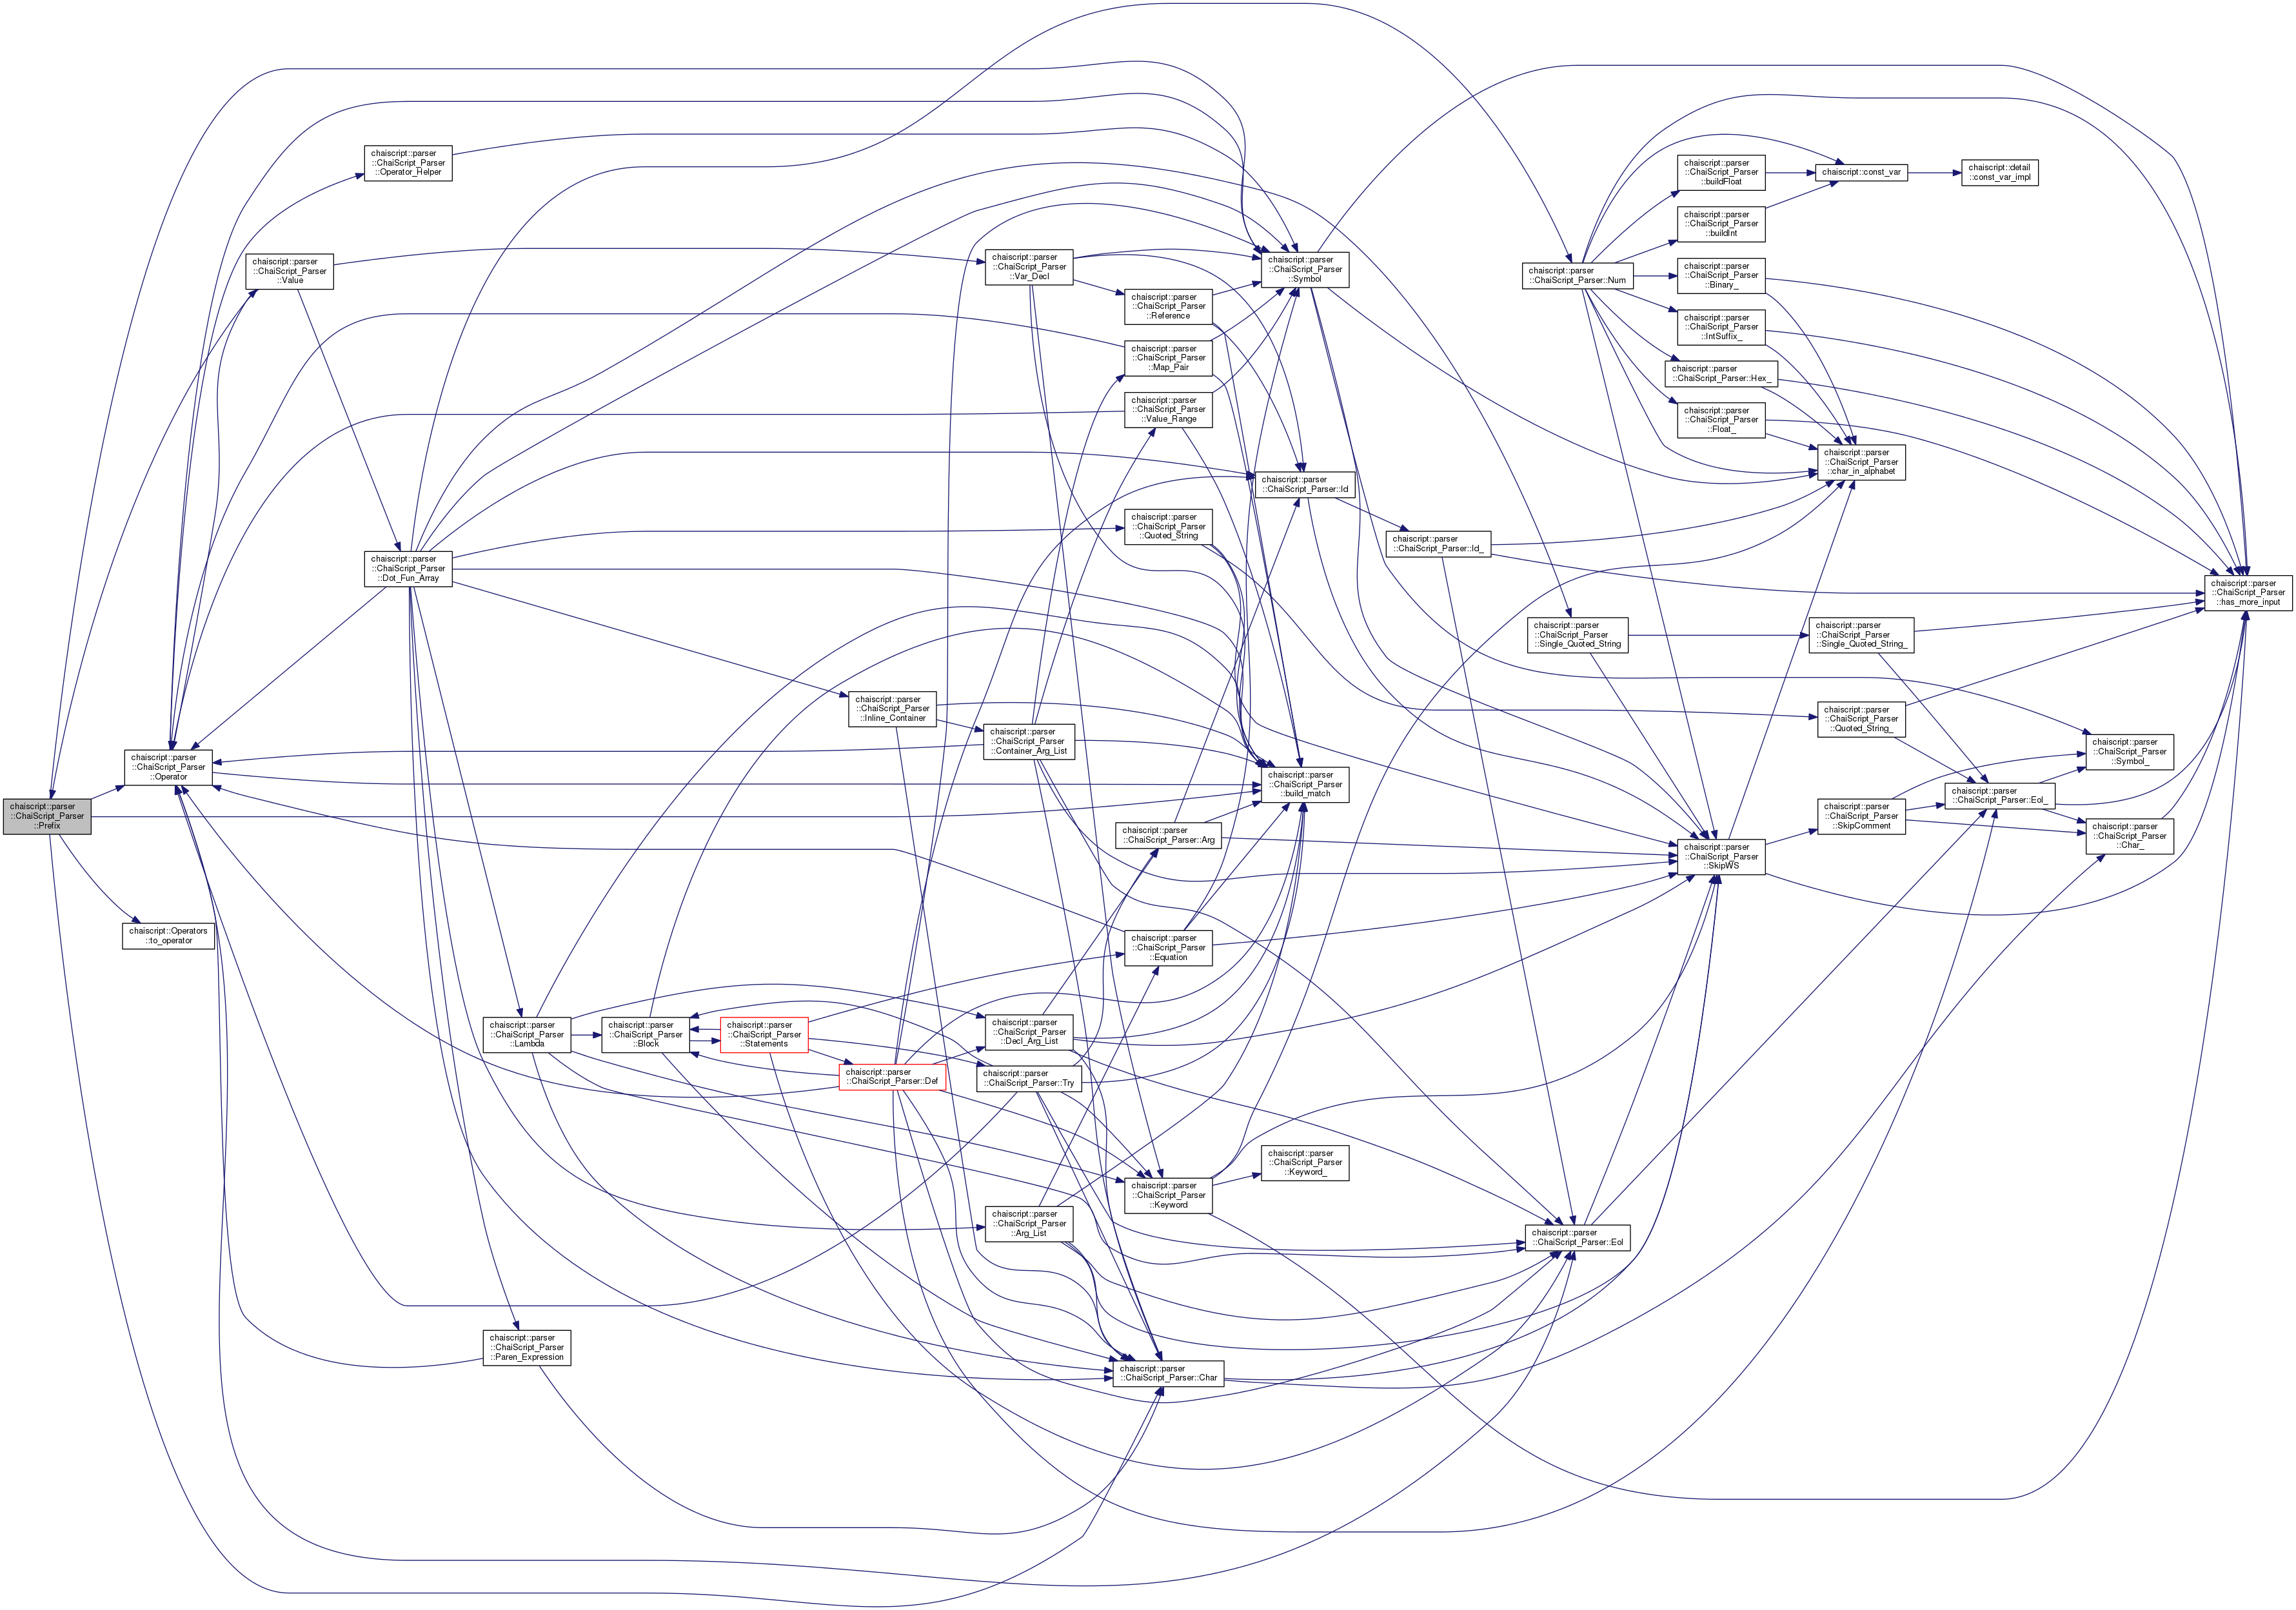 chaiscript::parser
::ChaiScript_Parser
::Prefix
chaiscript::parser
::ChaiScript_Parser
::Operator
chaiscript::Operators
::to_operator
chaiscript::parser
::ChaiScript_Parser
::Value
chaiscript::parser
::ChaiScript_Parser
::Operator_Helper
chaiscript::parser
::ChaiScript_Parser
::Dot_Fun_Array
chaiscript::parser
::ChaiScript_Parser
::Lambda
chaiscript::parser
::ChaiScript_Parser
::Paren_Expression
chaiscript::parser
::ChaiScript_Parser
::Block
chaiscript::parser
::ChaiScript_Parser
::Statements
chaiscript::parser
::ChaiScript_Parser
::Inline_Container
chaiscript::parser
::ChaiScript_Parser::Def
chaiscript::parser
::ChaiScript_Parser
::Var_Decl
chaiscript::parser
::ChaiScript_Parser
::Container_Arg_List
chaiscript::parser
::ChaiScript_Parser
::Decl_Arg_List
chaiscript::parser
::ChaiScript_Parser::Try
chaiscript::parser
::ChaiScript_Parser
::Arg_List
chaiscript::parser
::ChaiScript_Parser
::Reference
chaiscript::parser
::ChaiScript_Parser
::Map_Pair
chaiscript::parser
::ChaiScript_Parser
::Value_Range
chaiscript::parser
::ChaiScript_Parser
::Quoted_String
chaiscript::parser
::ChaiScript_Parser::Arg
chaiscript::parser
::ChaiScript_Parser
::Equation
chaiscript::parser
::ChaiScript_Parser
::Keyword
chaiscript::parser
::ChaiScript_Parser::Char
chaiscript::parser
::ChaiScript_Parser
::Symbol
chaiscript::parser
::ChaiScript_Parser::Id
chaiscript::parser
::ChaiScript_Parser
::build_match
chaiscript::parser
::ChaiScript_Parser
::Keyword_
chaiscript::parser
::ChaiScript_Parser::Id_
chaiscript::parser
::ChaiScript_Parser::Num
chaiscript::parser
::ChaiScript_Parser
::Single_Quoted_String
chaiscript::parser
::ChaiScript_Parser::Eol
chaiscript::parser
::ChaiScript_Parser
::buildFloat
chaiscript::parser
::ChaiScript_Parser
::buildInt
chaiscript::parser
::ChaiScript_Parser
::Binary_
chaiscript::parser
::ChaiScript_Parser
::IntSuffix_
chaiscript::parser
::ChaiScript_Parser::Hex_
chaiscript::parser
::ChaiScript_Parser
::Float_
chaiscript::parser
::ChaiScript_Parser
::SkipWS
chaiscript::const_var
chaiscript::parser
::ChaiScript_Parser
::char_in_alphabet
chaiscript::parser
::ChaiScript_Parser
::Single_Quoted_String_
chaiscript::parser
::ChaiScript_Parser
::Quoted_String_
chaiscript::parser
::ChaiScript_Parser
::SkipComment
chaiscript::detail
::const_var_impl
chaiscript::parser
::ChaiScript_Parser::Eol_
chaiscript::parser
::ChaiScript_Parser
::Symbol_
chaiscript::parser
::ChaiScript_Parser
::Char_
chaiscript::parser
::ChaiScript_Parser
::has_more_input